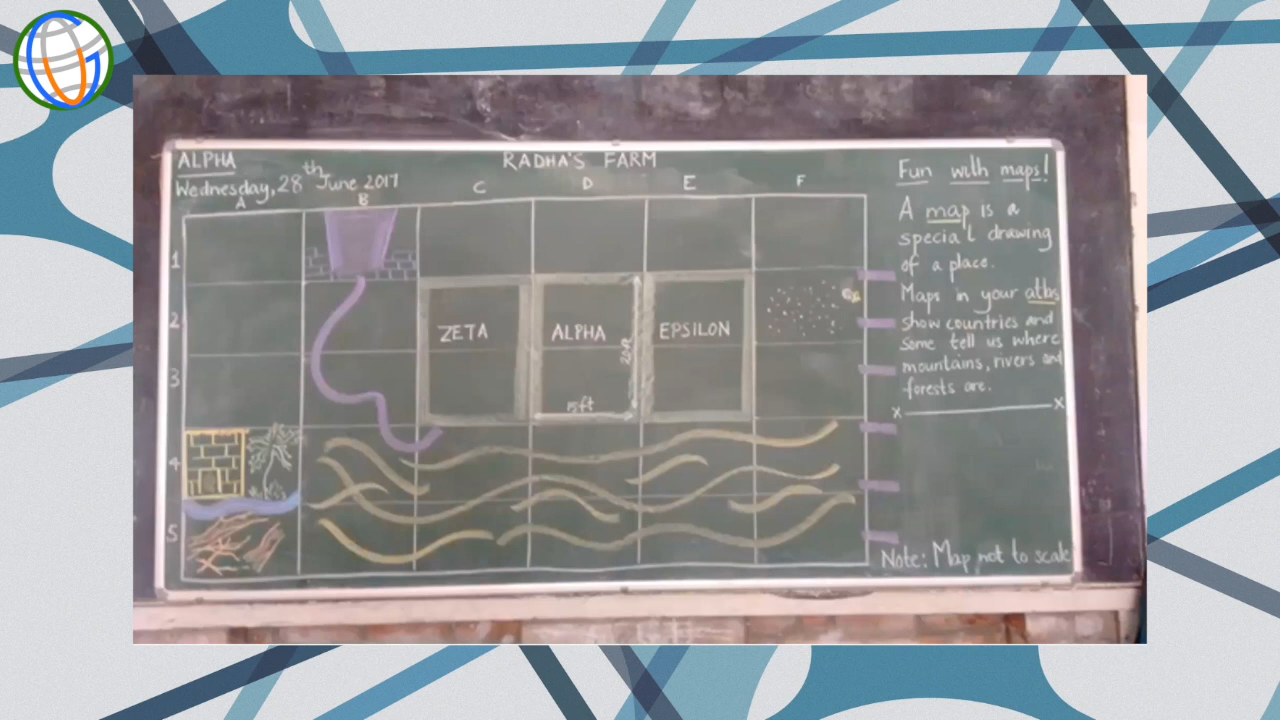 ALPHA
RADHA'S FARM
Wednesday, 28th June 2017
A B C D E F
1
2
3
4
5
ZETA
ALPHA
EPSILON
20ft
15ft
Fun with maps!
A map is a
special drawing
of a place.
Maps in your atlas
show countries and
some tell us where
mountains, rivers and
forests are.
x x
Note: Map not to scale